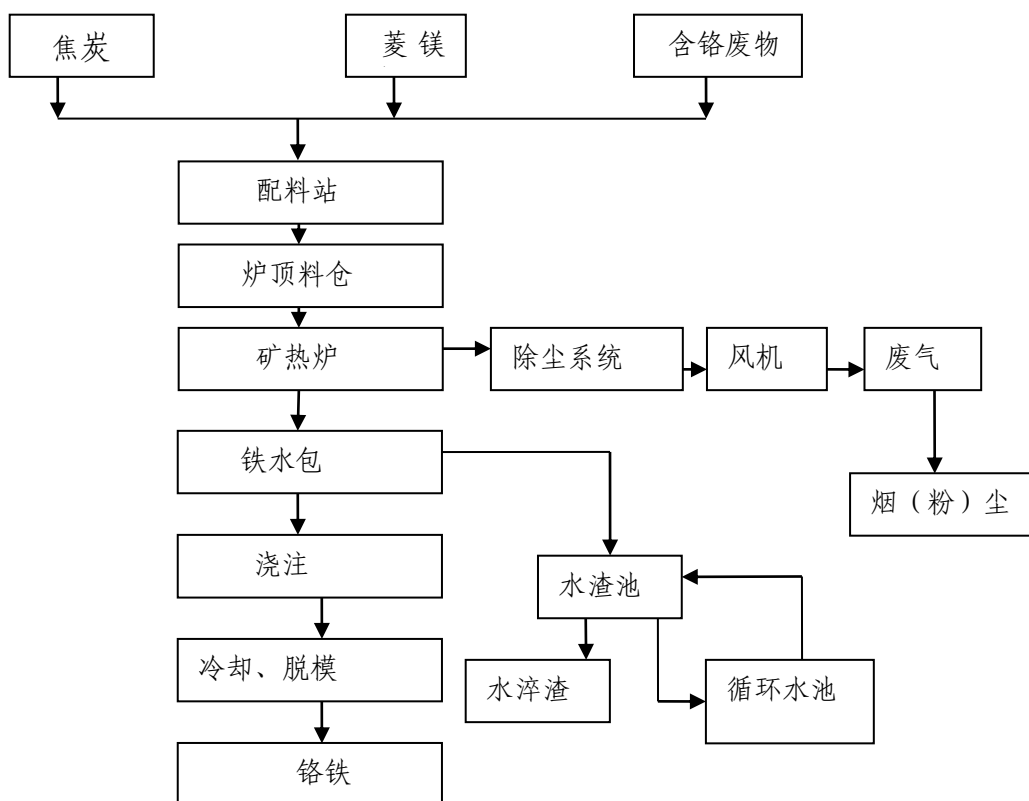 焦炭
菱 镁
含铬废物
配料站
炉顶料仓
矿热炉
除尘系统
风机
废气
铁水包
烟（粉）尘
浇注
水渣池
冷却、脱模
水淬渣
循环水池
铬铁